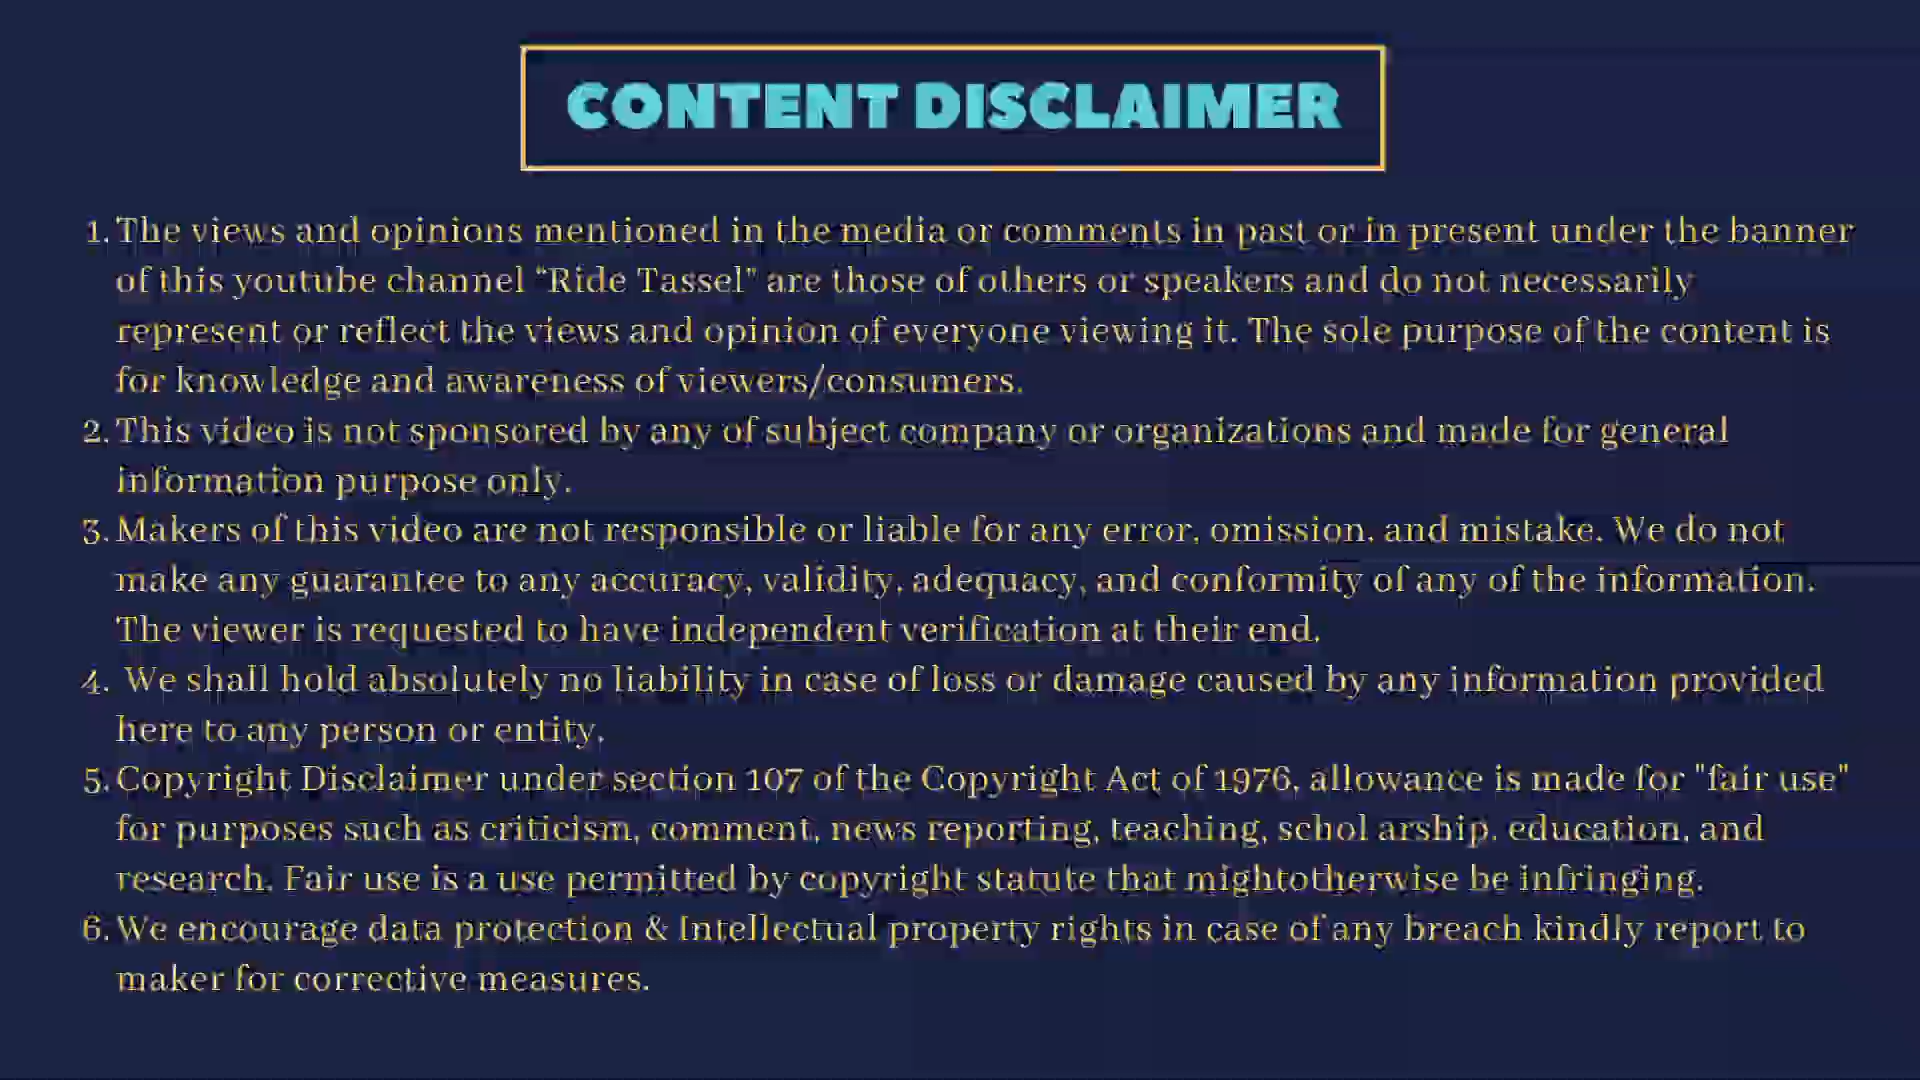 CONTENT DISCLAIMER
1. The views and opinions mentioned in the media or comments in past or in present under the banner
of this youtube channel "Ride Tassel" are those of others or speakers and do not necessarily
represent or reflect the views and opinion of everyone viewing it. The sole purpose of the content is
for knowledge and awareness of viewers/consumers.
2. This video is not sponsored by any of subject company or organizations and made for general
information purpose only.
3. Makers of this video are not responsible or liable for any error, omission, and mistake. We do not
make any guarantee to any accuracy, validity, adequacy, and conformity of any of the information.
The viewer is requested to have independent verification at their end.
4. We shall hold absolutely no liability in case of loss or damage caused by any information provided
here to any person or entity.
5. Copyright Disclaimer under section 107 of the Copyright Act of 1976, allowance is made for "fair use"
for purposes such as criticism, comment, news reporting, teaching, schol arship, education, and
research. Fair use is a use permitted by copyright statute that mightotherwise be infringing.
6. We encourage data protection & Intellectual property rights in case of any breach kindly report to
maker for corrective measures.